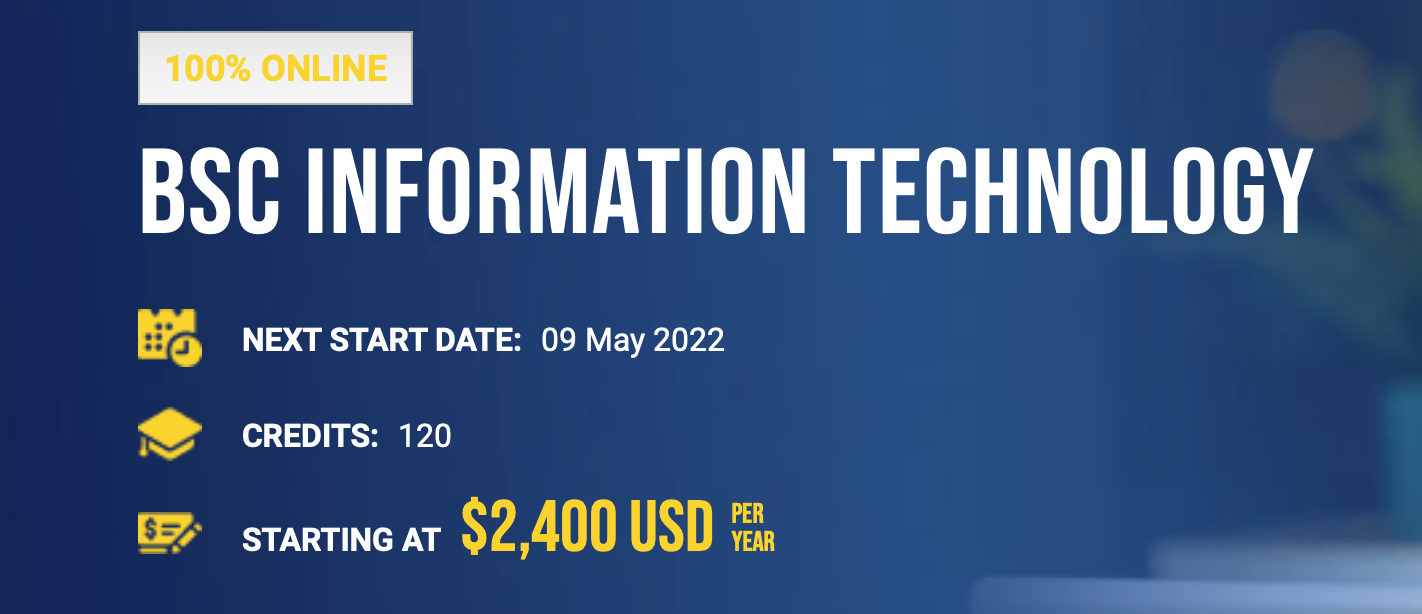 100% ONLINE
BSC INFORMATION TECHNOLOGY
NEXT START DATE: 09 May 2022
CREDITS: 120
STARTING AT $2,400 USD PER YEAR